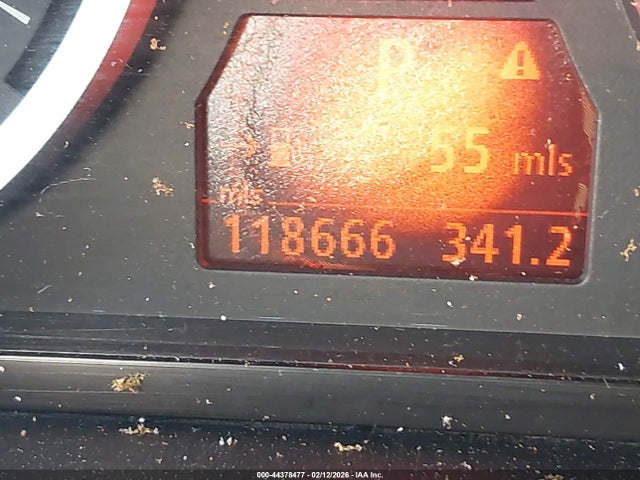 P
55 mls
mls
118666 341.2
000-44378477 - 02/12/2026 - IAA Inc.